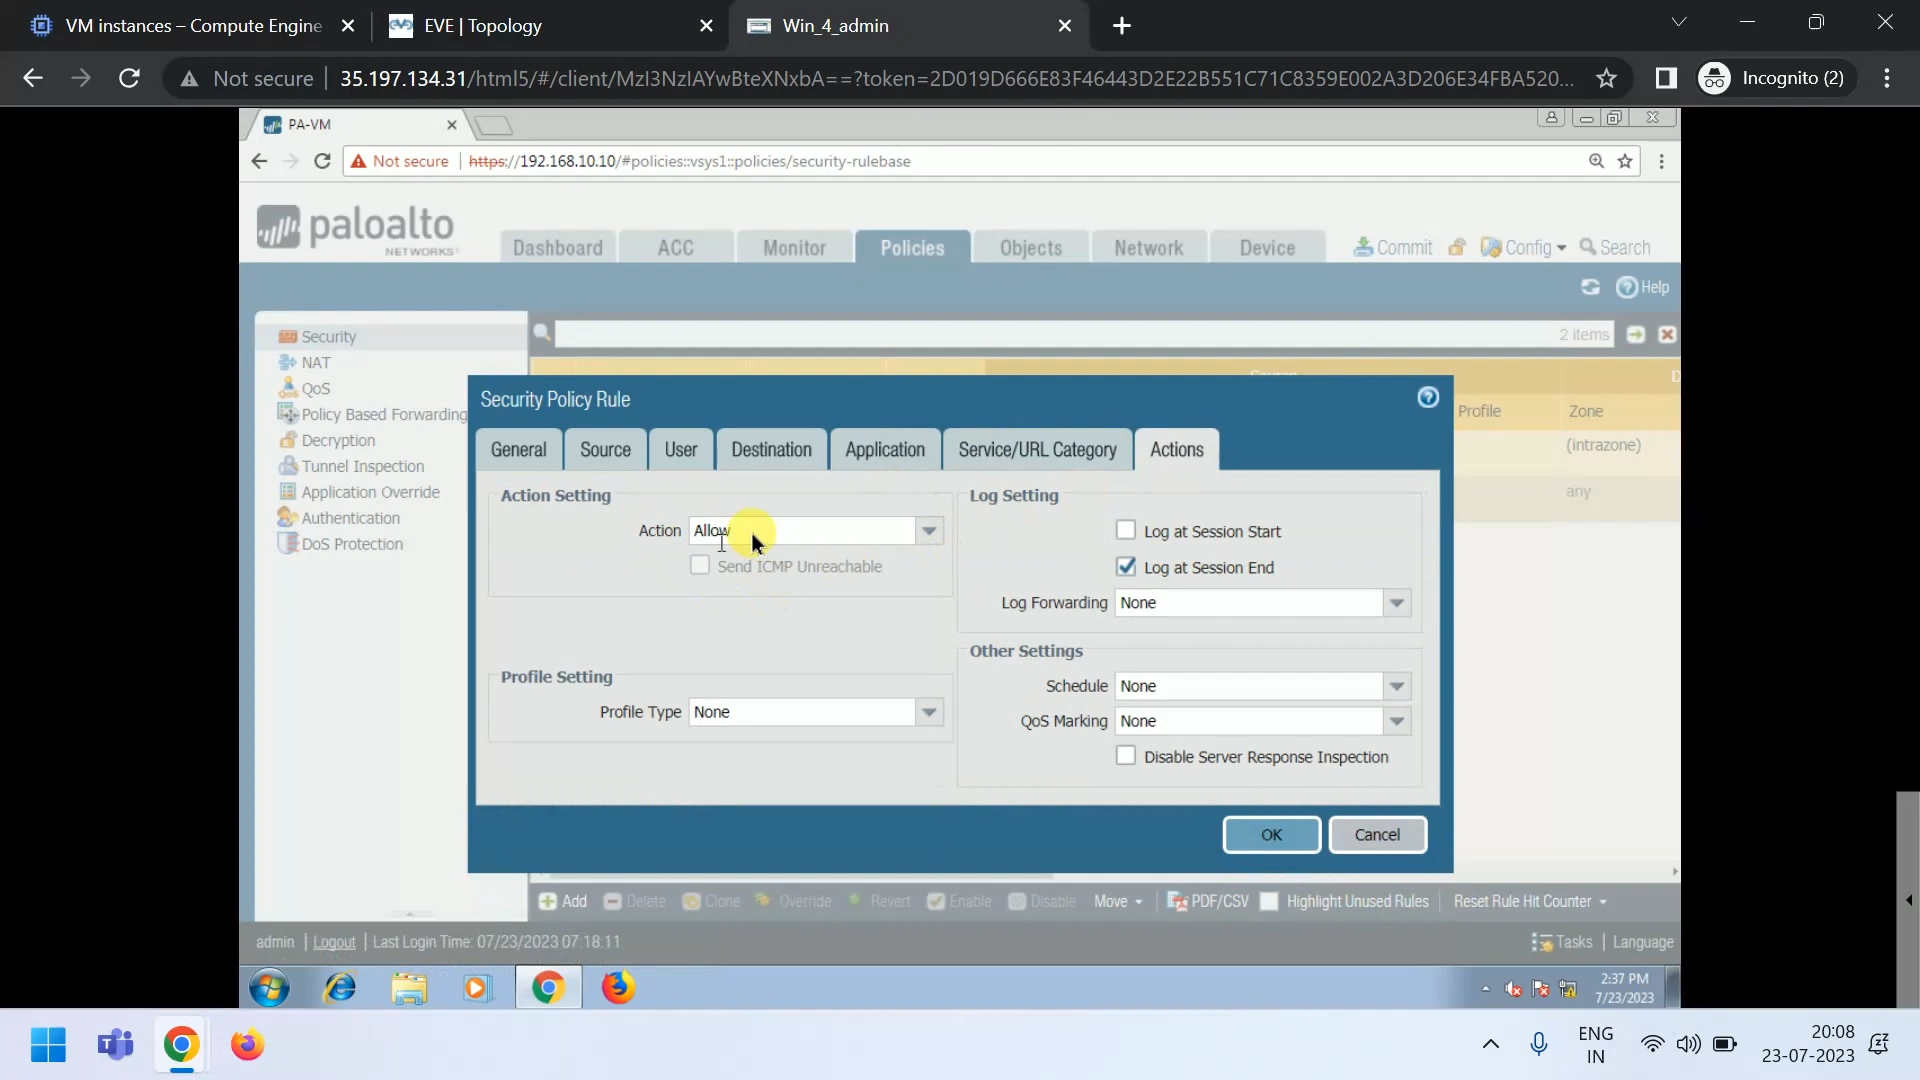 VM instances – Compute Engine
EVE | Topology
Win_4_admin
Not secure
35.197.134.31/html5/#/client/MzI3NzIAYwBteXNxbA==?token=2D019D666E83F46443D2E22B551C71C8359E002A3D206E34FBA520...
Incognito (2)
PA-VM
Not secure
https://192.168.10.10/#policies::vsys1::policies/security-rulebase
paloalto
NETWORKS
Dashboard
ACC
Monitor
Policies
Objects
Network
Device
Commit
Config
Search
Help
Security
NAT
QoS
Policy Based Forwarding
Decryption
Tunnel Inspection
Application Override
Authentication
DoS Protection
2 items
Profile
Zone
(intrazone)
any
Security Policy Rule
General
Source
User
Destination
Application
Service/URL Category
Actions
Action Setting
Action
Allow
Send ICMP Unreachable
Profile Setting
Profile Type
None
Log Setting
Log at Session Start
Log at Session End
Log Forwarding
None
Other Settings
Schedule
None
QoS Marking
None
Disable Server Response Inspection
OK
Cancel
Add
Delete
Clone
Override
Revert
Enable
Disable
Move
PDF/CSV
Highlight Unused Rules
Reset Rule Hit Counter
admin
Logout
Last Login Time: 07/23/2023 07:18:11
Tasks
Language
2:37 PM
7/23/2023
ENG
IN
20:08
23-07-2023